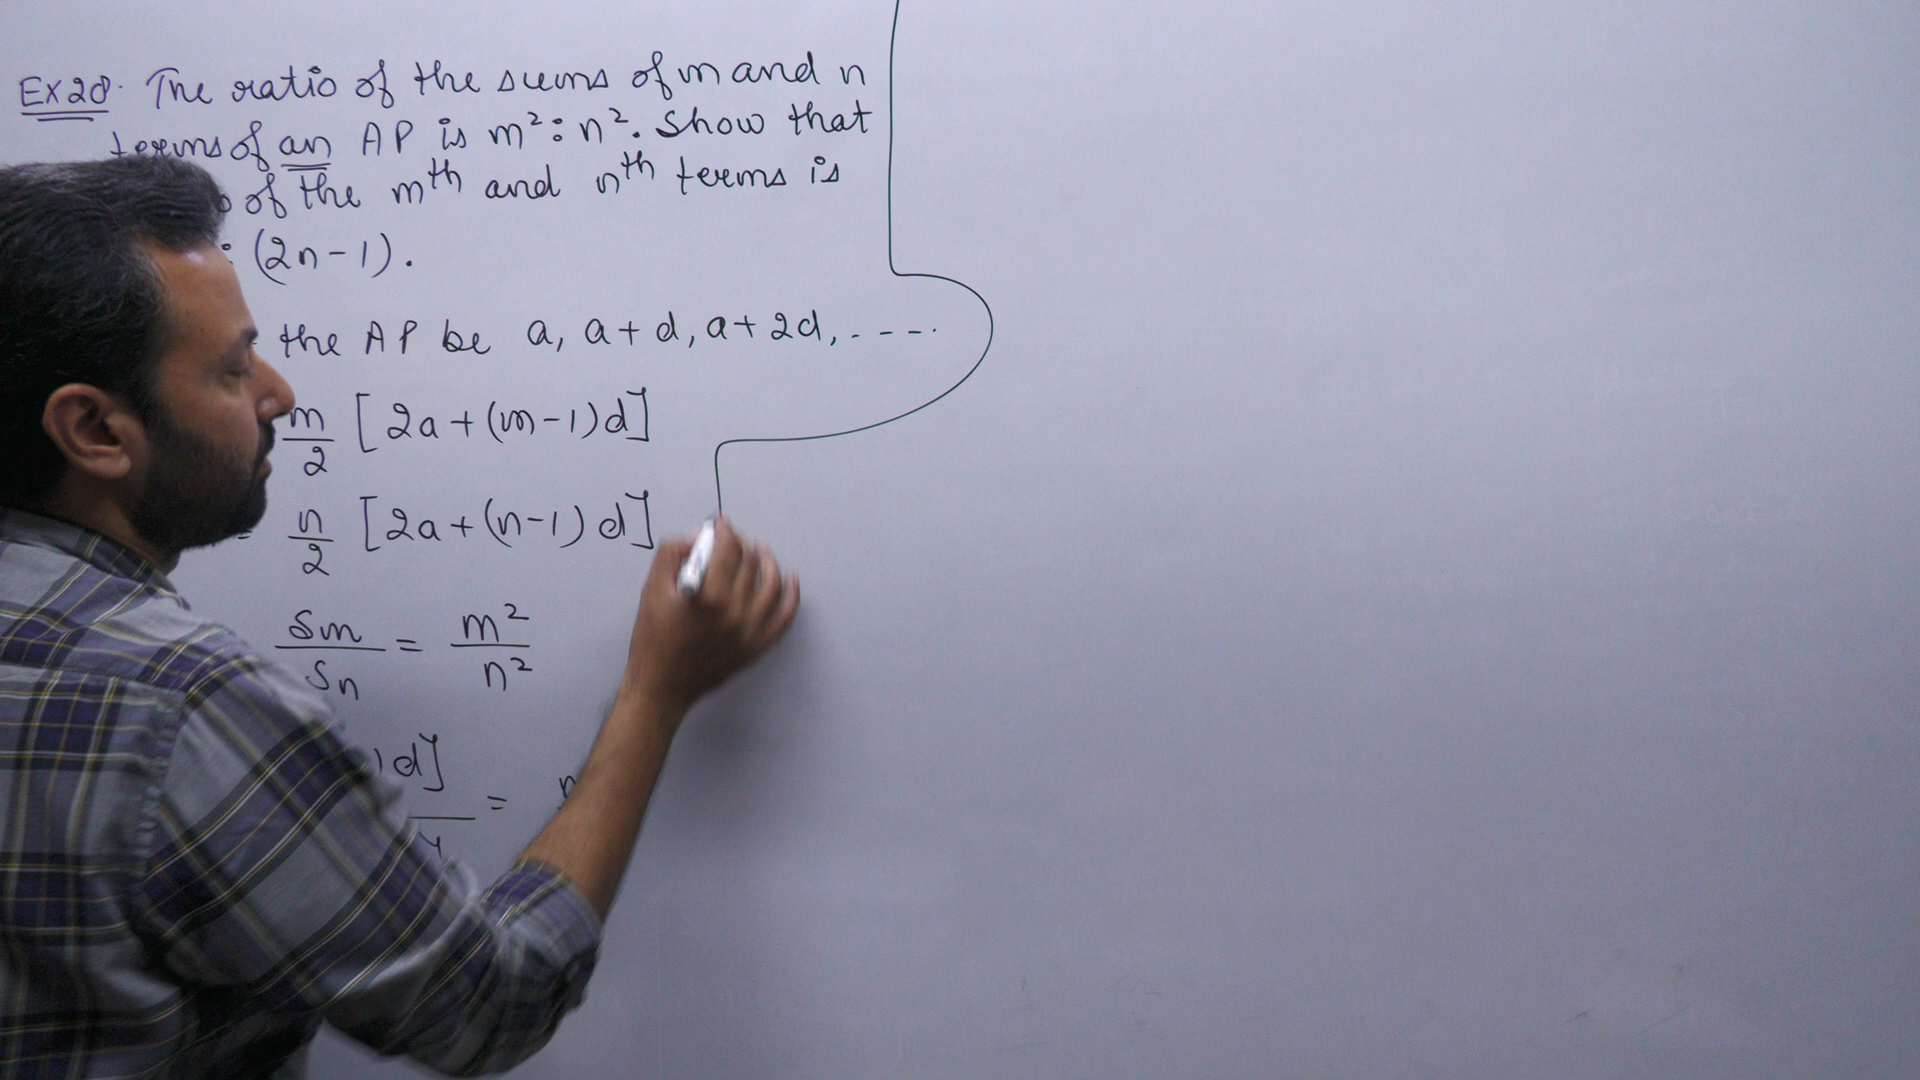 Ex 28. The ratio of the sums of m and n
terms of an AP is m² : n². Show that
of the mth and nth terms is
: (2n-1).
the AP be a, a+d, a+2d, ....
m/2 [2a+(m-1)d]
= n/2 [2a+(n-1)d]
Sm/Sn = m²/n²
)d]
=